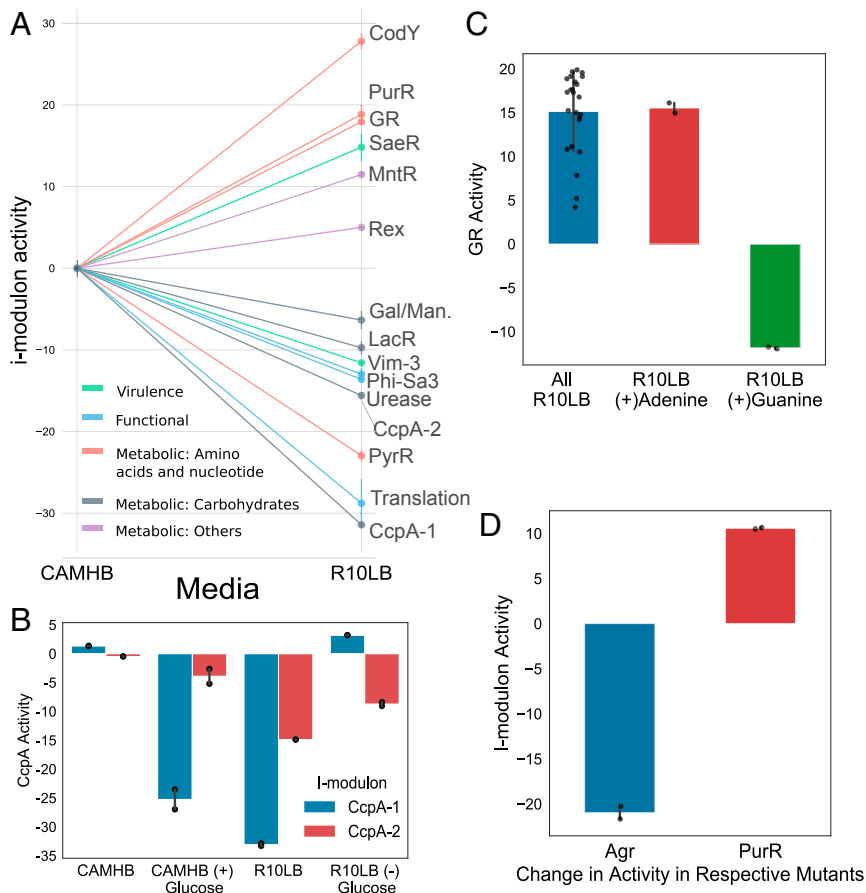 A
30
20
10
0
−10
−20
−30
i-modulon activity
CodY
PurR
GR
SaeR
MntR
Rex
Gal/Man.
LacR
Vim-3
Phi-Sa3
Urease
CcpA-2
PyrR
Translation
CcpA-1
Virulence
Functional
Metabolic: Amino
acids and nucleotide
Metabolic: Carbohydrates
Metabolic: Others
CAMHB
R10LB
Media
B
5
0
-5
-10
-15
-20
-25
-30
-35
CcpA Activity
I-modulon
CcpA-1
CcpA-2
CAMHB
CAMHB (+)
Glucose
R10LB
R10LB (-)
Glucose
C
20
15
10
5
0
−5
−10
GR Activity
All
R10LB
R10LB
(+)Adenine
R10LB
(+)Guanine
D
10
5
0
−5
−10
−15
−20
I-modulon Activity
Agr
PurR
Change in Activity in Respective Mutants